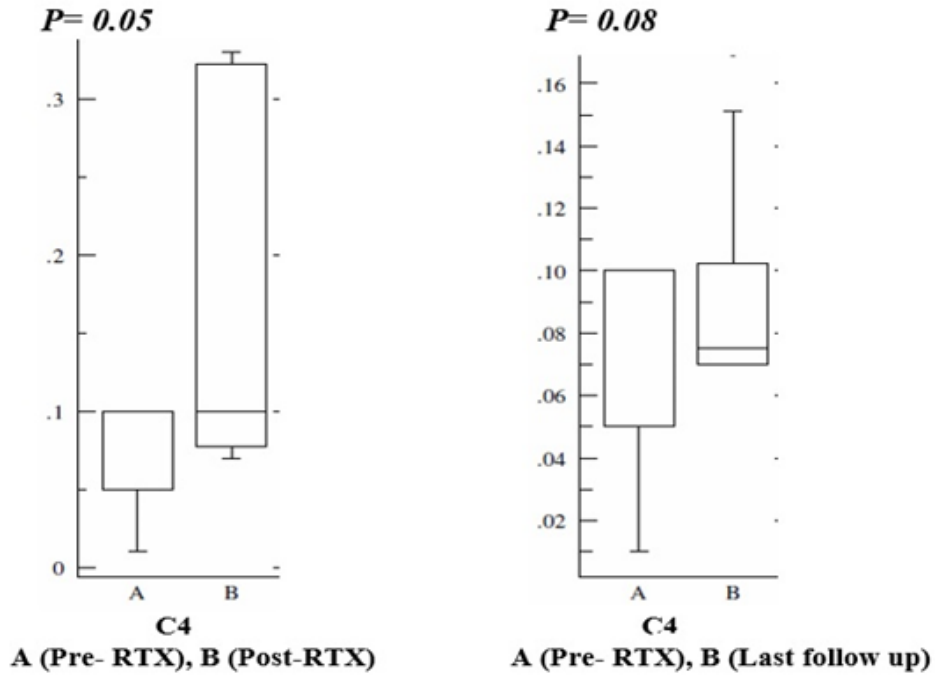 P= 0.05
.3
.2
.1
0
A B
C4
A (Pre- RTX), B (Post-RTX)
P= 0.08
.16
.14
.12
.10
.08
.06
.04
.02
A B
C4
A (Pre- RTX), B (Last follow up)